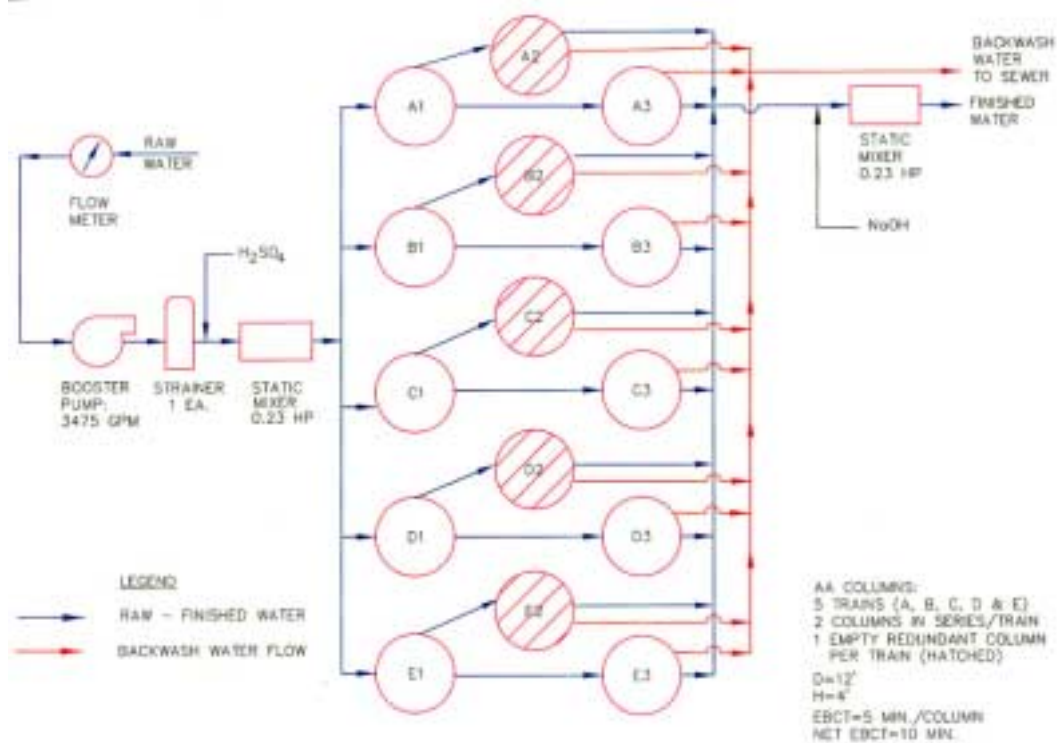 A2
BACKWASH
WATER
TO SEWER
A1
A3
FINISHED
WATER
RAW
WATER
STATIC
MIXER
0.23 HP
FLOW
METER
B2
NaOH
B1
B3
H₂SO₄
C2
BOOSTER
PUMP:
3475 GPM
STRAINER
1 EA.
STATIC
MIXER
0.23 HP
C1
C3
D2
D1
D3
LEGEND
RAW - FINISHED WATER
BACKWASH WATER FLOW
E2
E1
E3
AA COLUMNS:
5 TRAINS (A, B, C, D & E)
2 COLUMNS IN SERIES/TRAIN
1 EMPTY REDUNDANT COLUMN
PER TRAIN (HATCHED)
D=12'
H=4'
EBCT=5 MIN./COLUMN
NET EBCT=10 MIN.